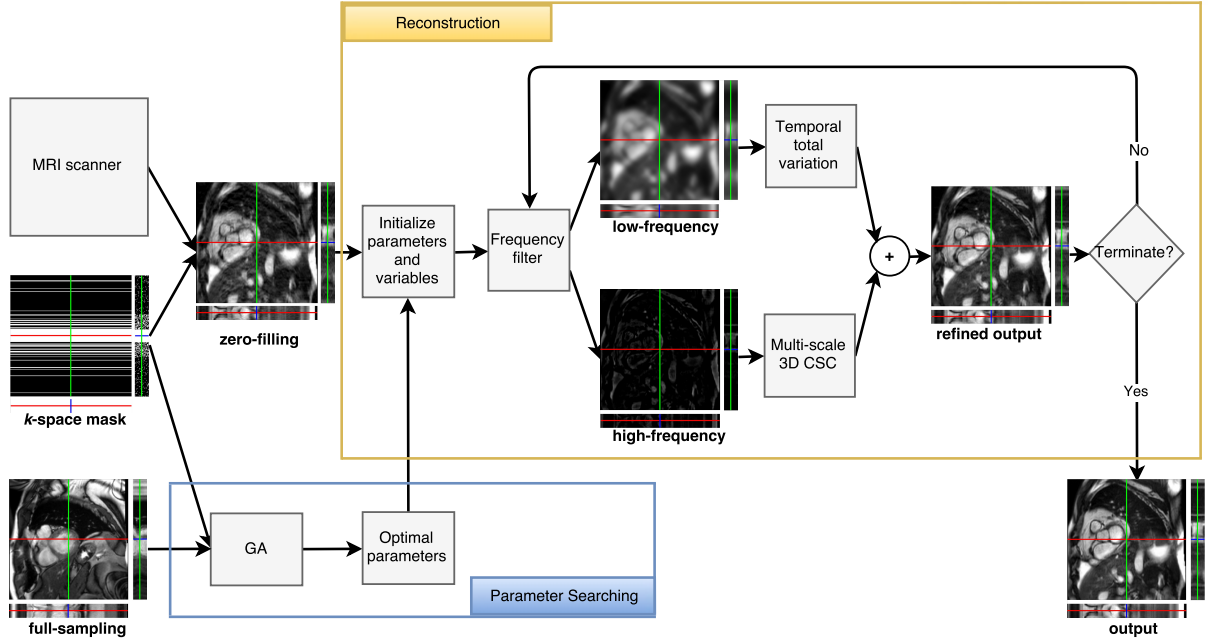 Reconstruction
MRI scanner
zero-filling
k-space mask
full-sampling
Initialize
parameters
and
variables
Frequency
filter
low-frequency
high-frequency
Temporal
total
variation
Multi-scale
3D CSC
+
refined output
Terminate?
No
Yes
output
GA
Optimal
parameters
Parameter Searching